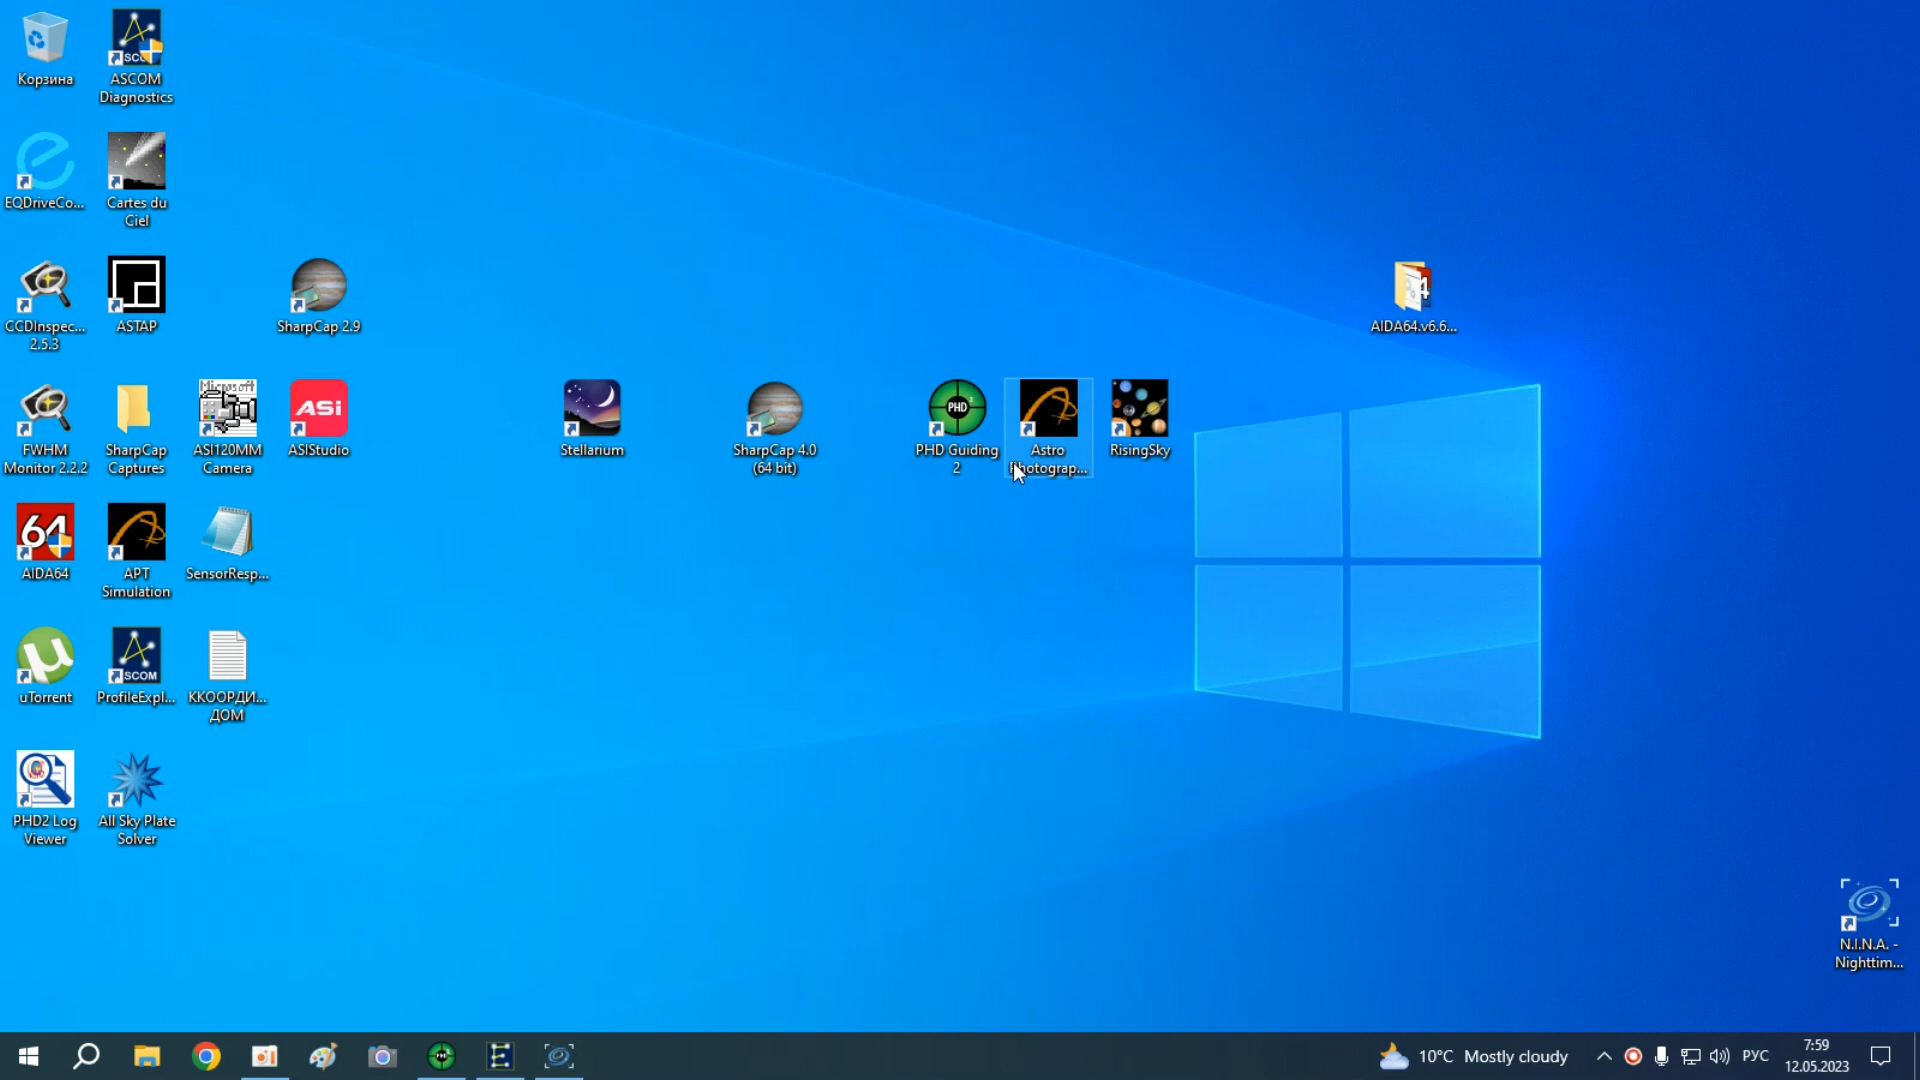 Корзина
ASCOM
Diagnostics
EQDriveCo...
Cartes du
Ciel
CCDInspec...
2.5.3
ASTAP
SharpCap 2.9
AIDA64.v6.6...
FWHM
Monitor 2.2.2
SharpCap
Captures
Microsoft
ASI120MM
Camera
ASi
ASIStudio
Stellarium
SharpCap 4.0
(64 bit)
PHD
PHD Guiding
2
Astro
Photograp...
RisingSky
64
AIDA64
APT
Simulation
SensorResp...
uTorrent
SCOM
ProfileExpl...
ККООРДИ...
ДОМ
PHD2 Log
Viewer
All Sky Plate
Solver
N.I.N.A. -
Nighttim...
10°C Mostly cloudy
РУС
7:59
12.05.2023